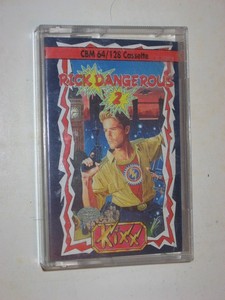 CBM 64/128 Cassette
RICK DANGEROUS
2
KixX